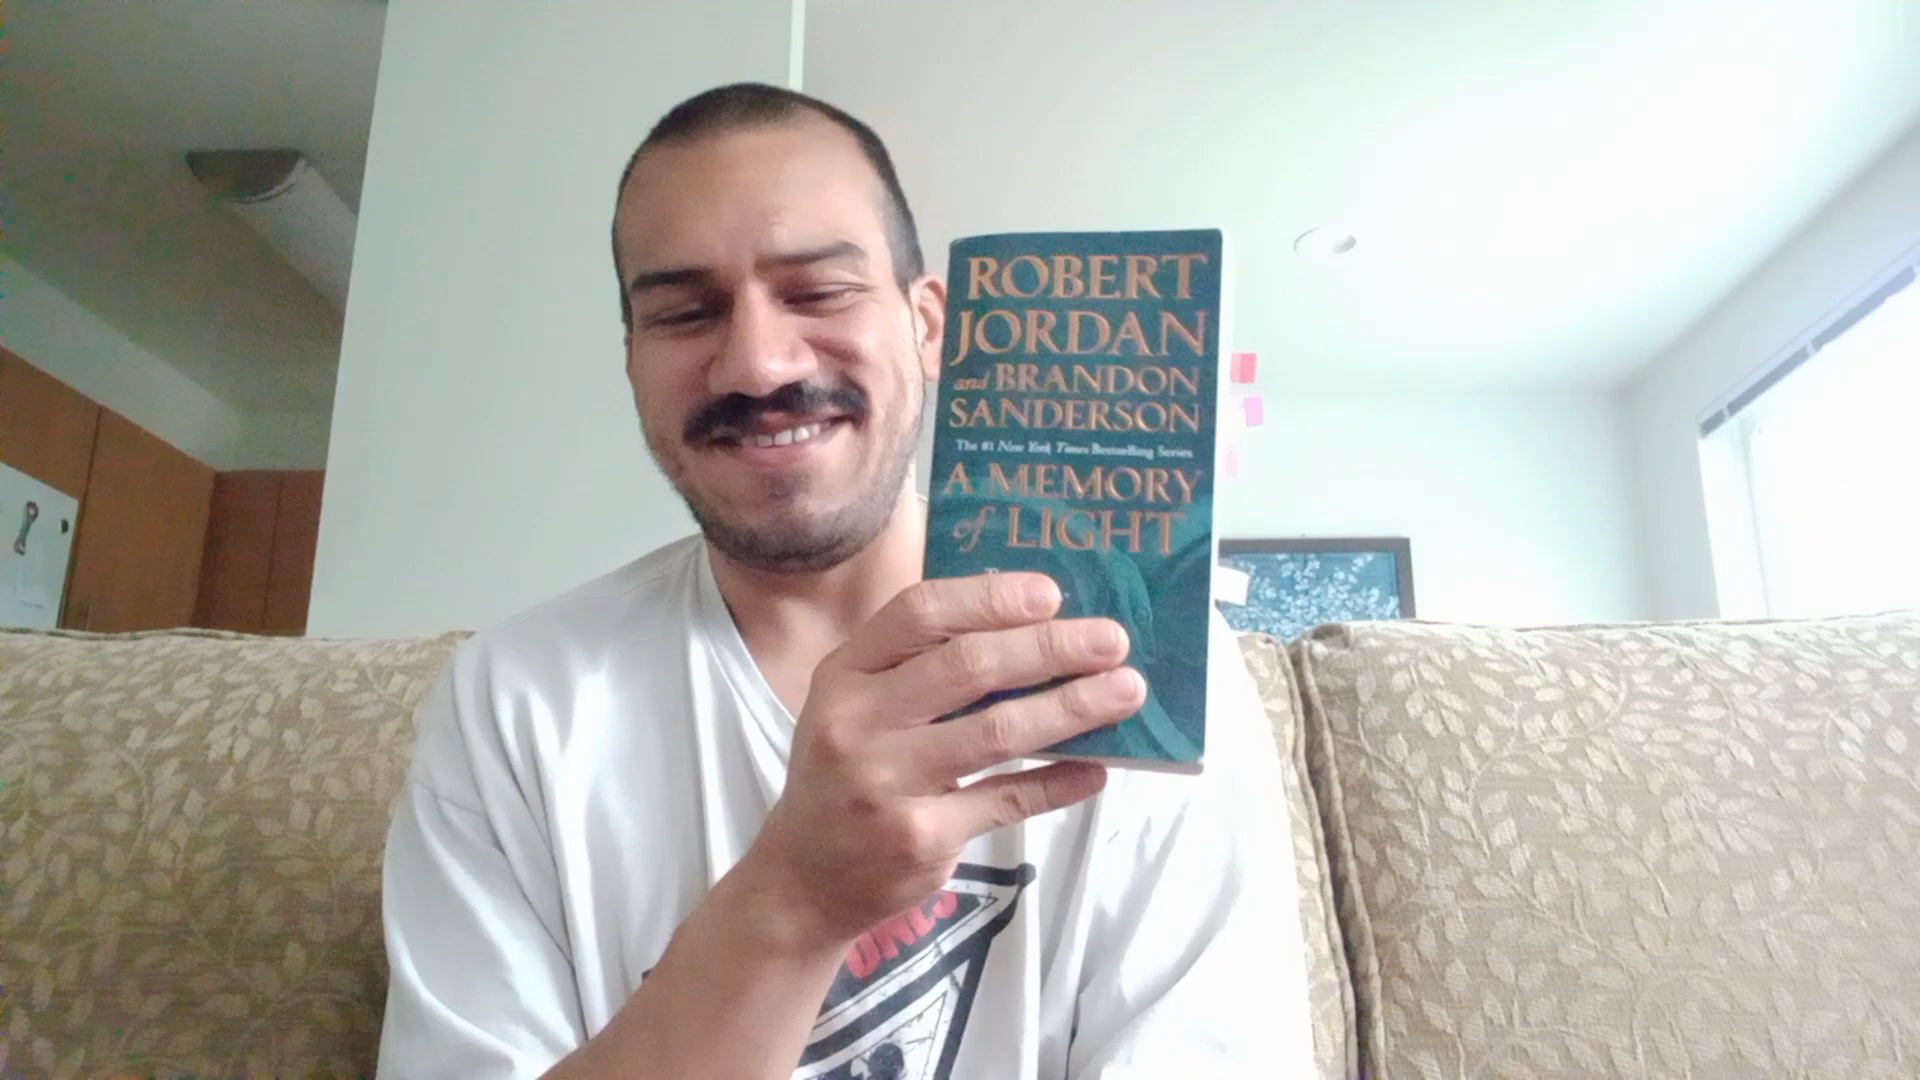 ROBERT
JORDAN
and BRANDON
SANDERSON
The #1 New York Times Bestselling Series
A MEMORY
of LIGHT